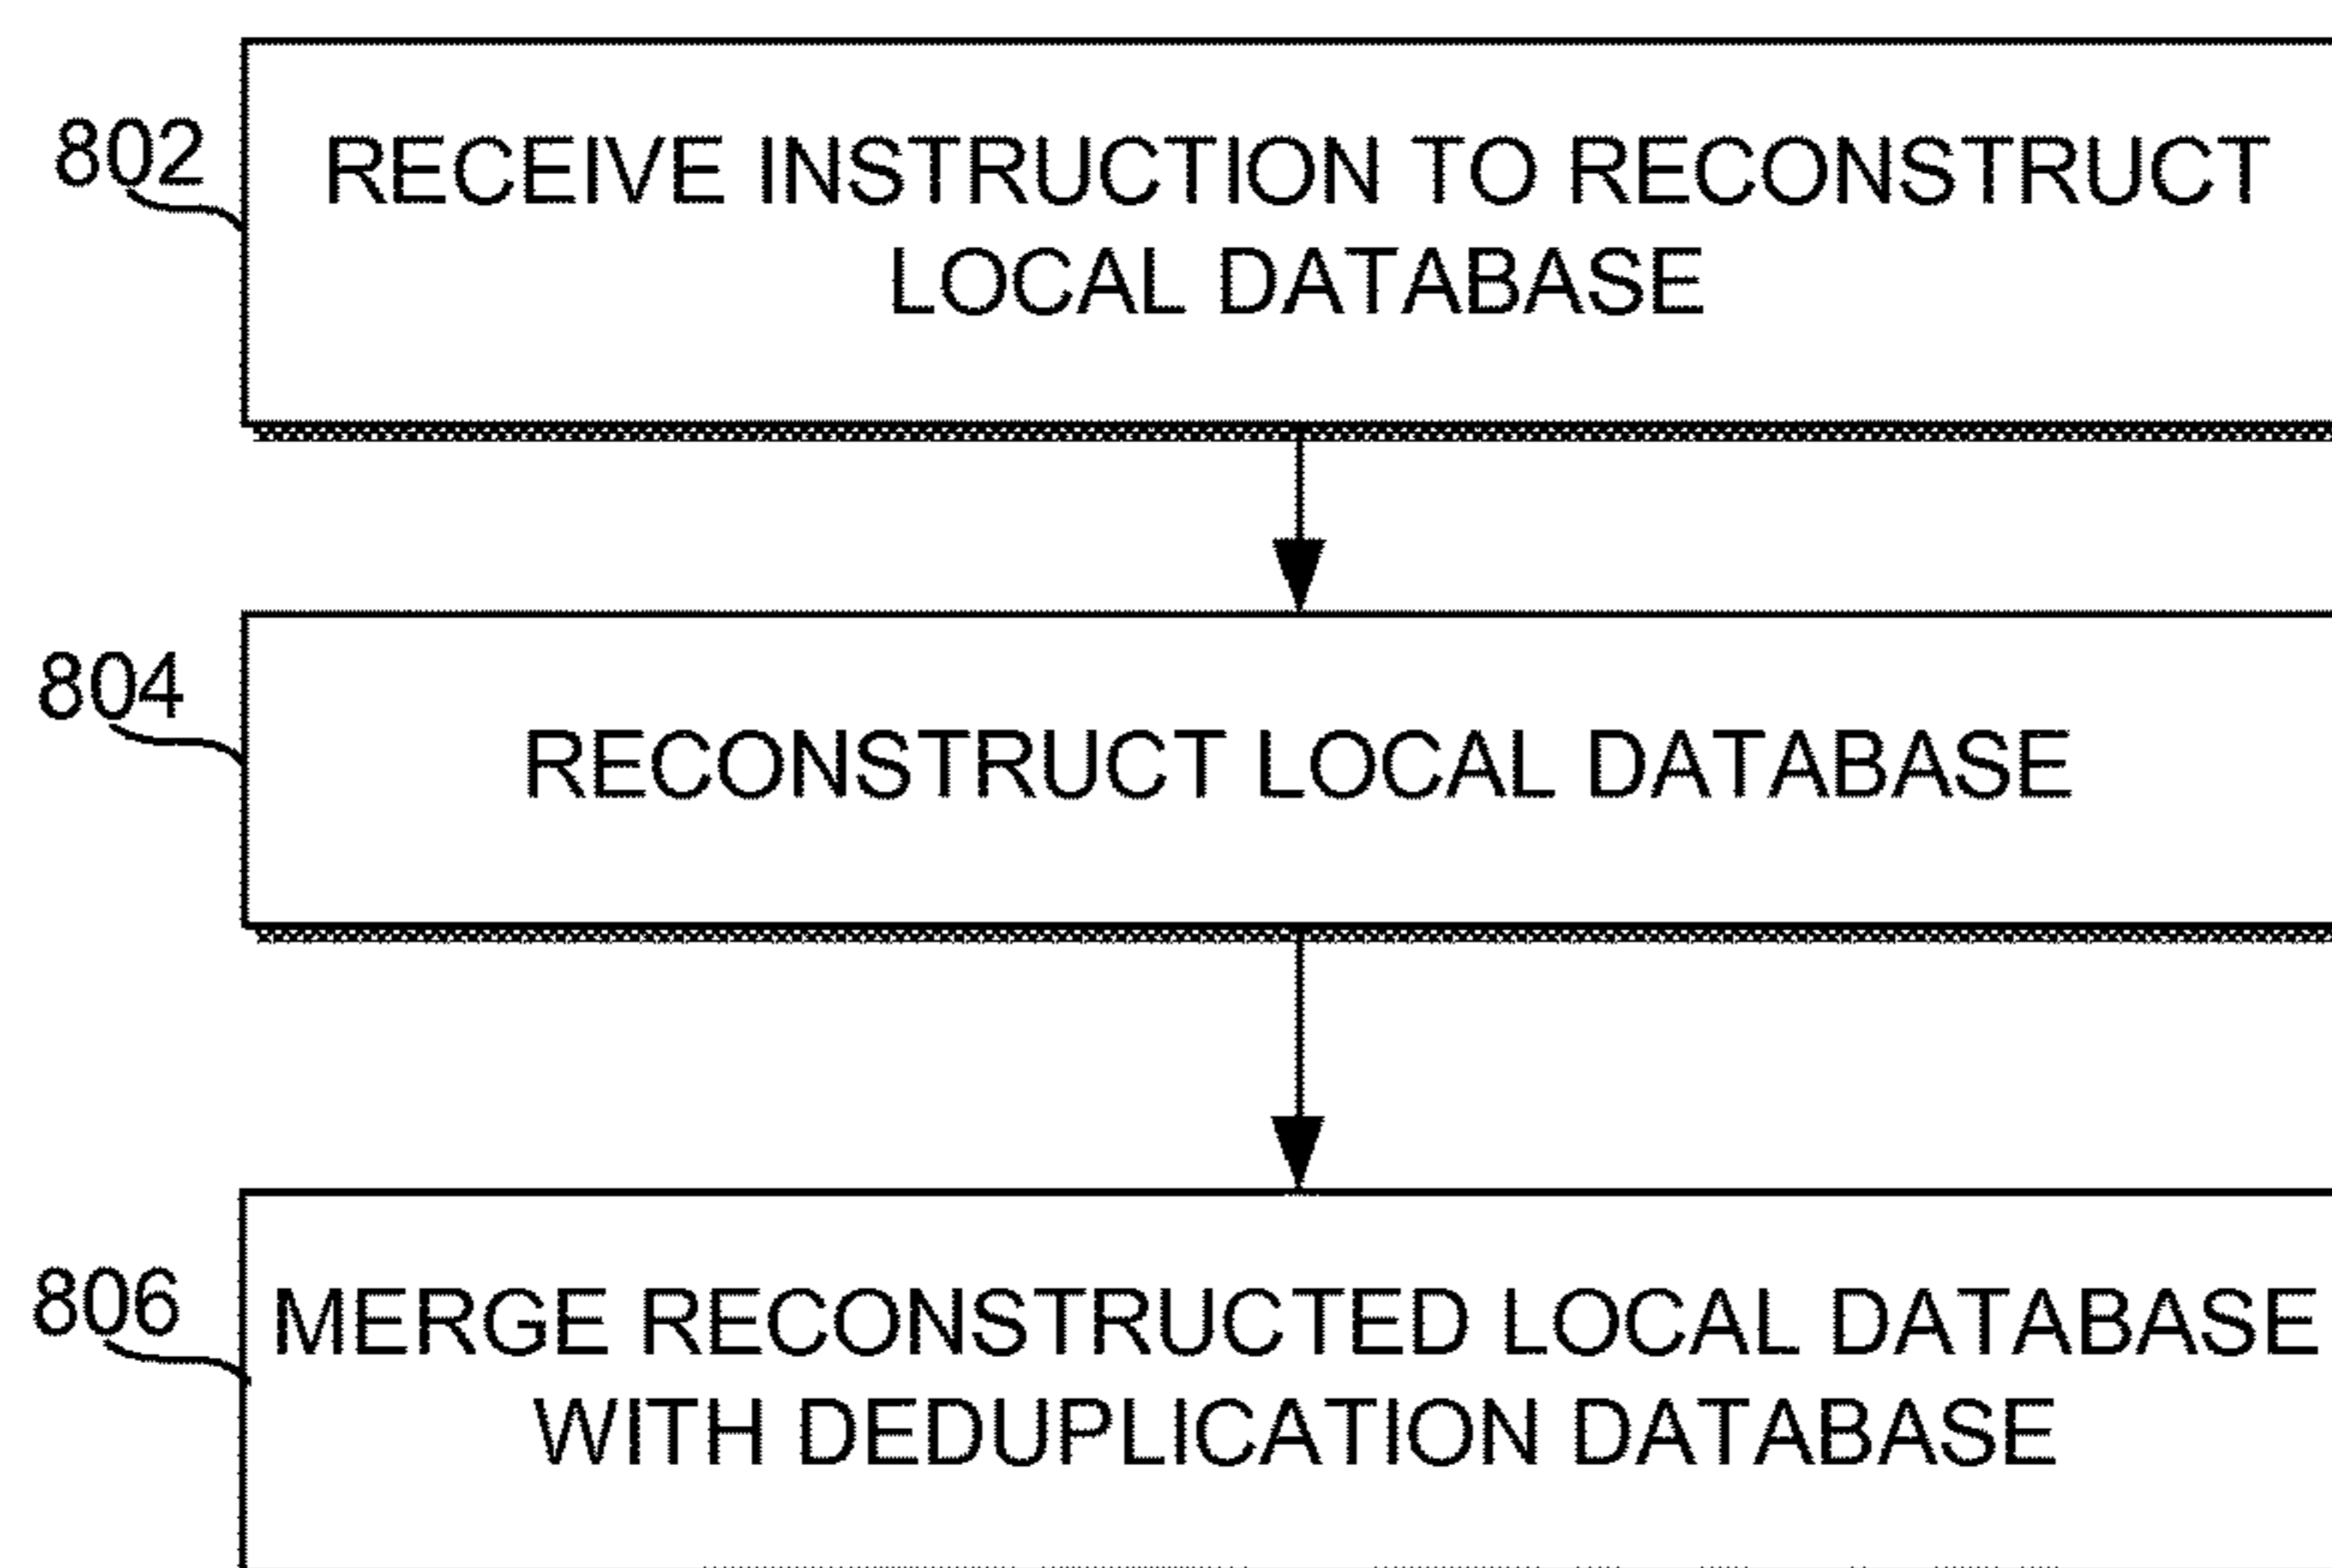 802
RECEIVE INSTRUCTION TO RECONSTRUCT
LOCAL DATABASE
804
RECONSTRUCT LOCAL DATABASE
806
MERGE RECONSTRUCTED LOCAL DATABASE
WITH DEDUPLICATION DATABASE